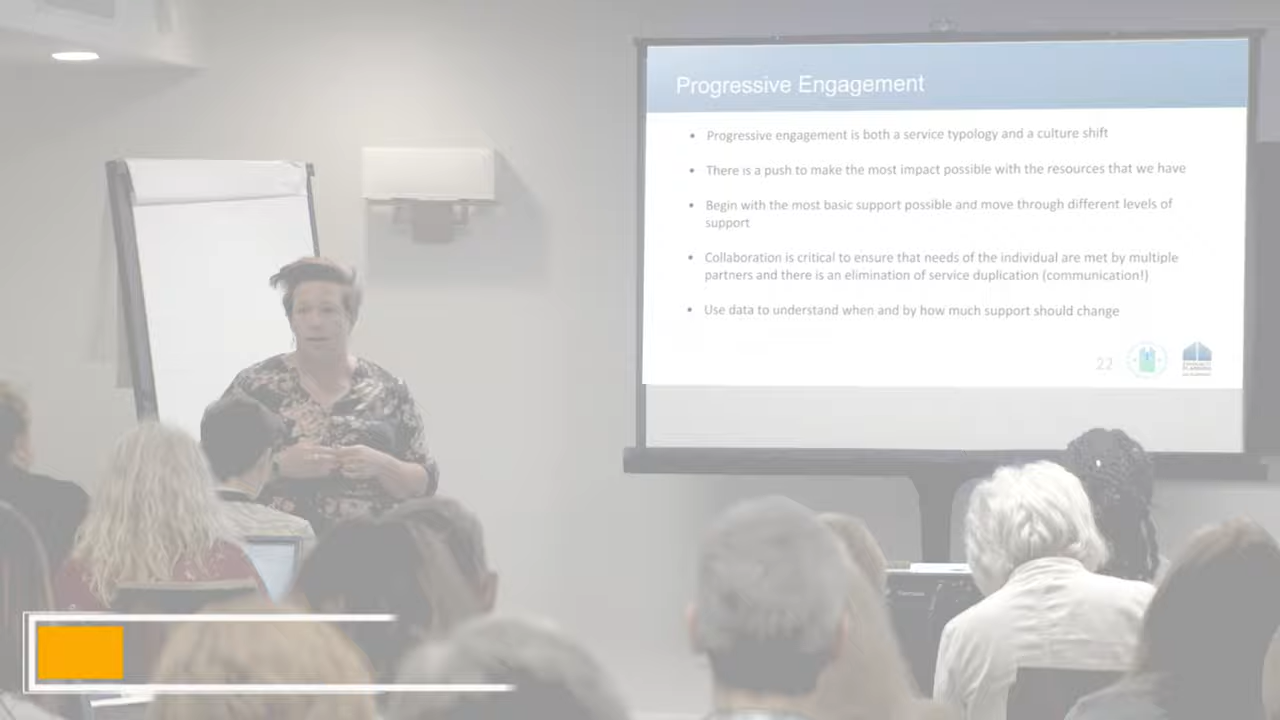 Progressive Engagement
• Progressive engagement is both a service typology and a culture shift
• There is a push to make the most impact possible with the resources that we have
• Begin with the most basic support possible and move through different levels of
support
• Collaboration is critical to ensure that needs of the individual are met by multiple
partners and there is an elimination of service duplication (communication!)
• Use data to understand when and by how much support should change
22